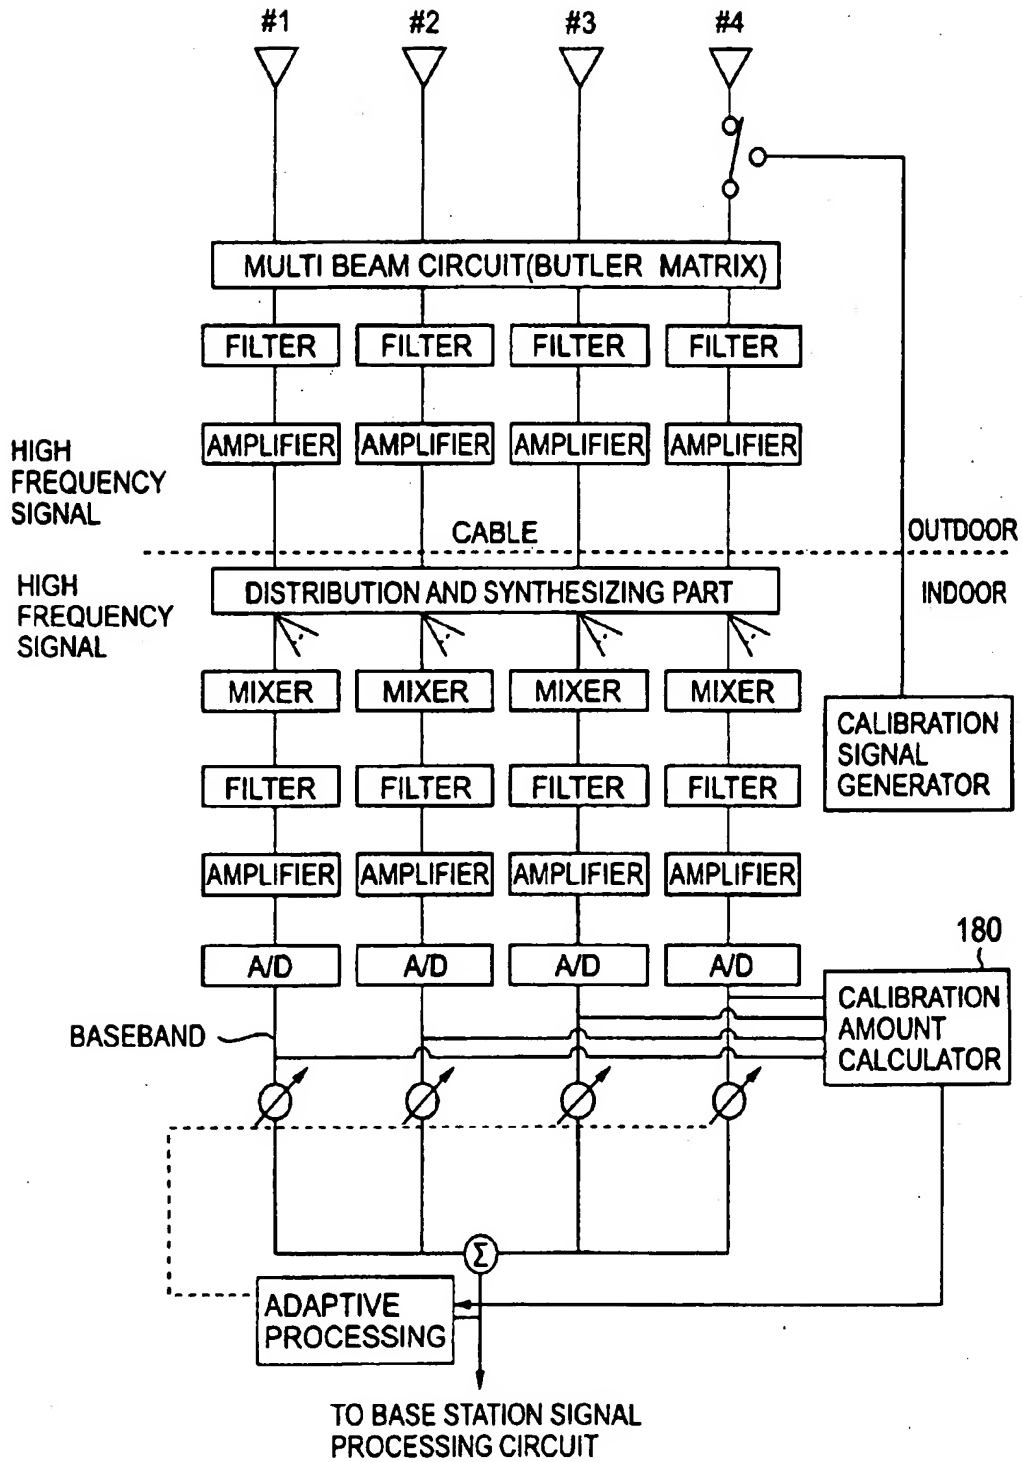 #1 #2 #3 #4
MULTI BEAM CIRCUIT(BUTLER MATRIX)
FILTER FILTER FILTER FILTER
AMPLIFIER AMPLIFIER AMPLIFIER AMPLIFIER
HIGH
FREQUENCY
SIGNAL
CABLE
OUTDOOR
HIGH
FREQUENCY
SIGNAL
DISTRIBUTION AND SYNTHESIZING PART
INDOOR
MIXER MIXER MIXER MIXER
CALIBRATION
SIGNAL
GENERATOR
FILTER FILTER FILTER FILTER
AMPLIFIER AMPLIFIER AMPLIFIER AMPLIFIER
A/D A/D A/D A/D
180
CALIBRATION
AMOUNT
CALCULATOR
BASEBAND
Σ
ADAPTIVE
PROCESSING
TO BASE STATION SIGNAL
PROCESSING CIRCUIT